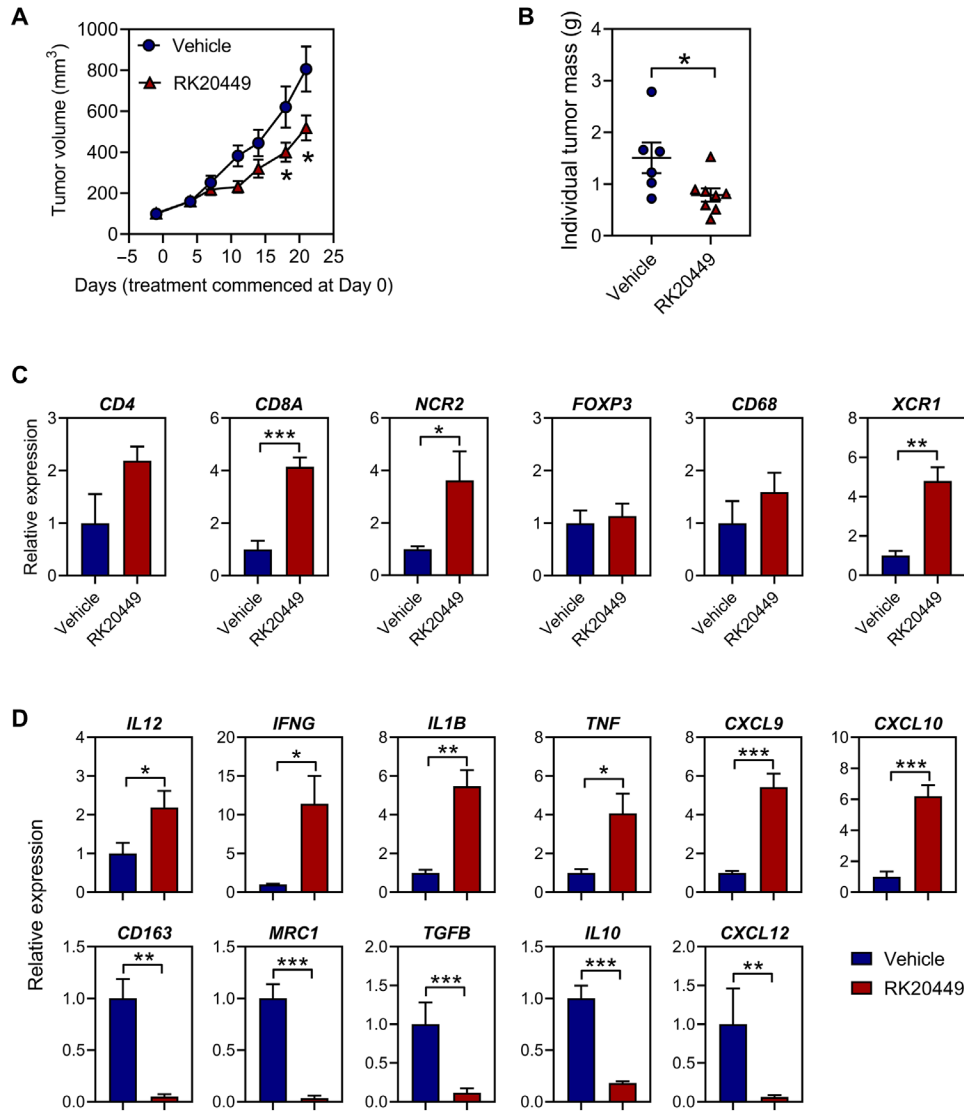 A
Tumor volume (mm³)
1000
800
600
400
200
0
Vehicle
RK20449
*
*
–5 0 5 10 15 20 25
Days (treatment commenced at Day 0)
B
Individual tumor mass (g)
4
3
2
1
0
*
Vehicle
RK20449
C
Relative expression
CD4
3
2
1
0
Vehicle
RK20449
CD8A
6
4
2
0
***
Vehicle
RK20449
NCR2
6
4
2
0
*
Vehicle
RK20449
FOXP3
3
2
1
0
Vehicle
RK20449
CD68
3
2
1
0
Vehicle
RK20449
XCR1
8
6
4
2
0
**
Vehicle
RK20449
D
Relative expression
IL12
4
3
2
1
0
*
IFNG
20
15
10
5
0
*
IL1B
8
6
4
2
0
**
TNF
8
6
4
2
0
*
CXCL9
8
6
4
2
0
***
CXCL10
10
8
6
4
2
0
***
CD163
1.5
1.0
0.5
0.0
**
MRC1
1.5
1.0
0.5
0.0
***
TGFB
2.0
1.5
1.0
0.5
0.0
***
IL10
1.5
1.0
0.5
0.0
***
CXCL12
2.0
1.5
1.0
0.5
0.0
**
Vehicle
RK20449